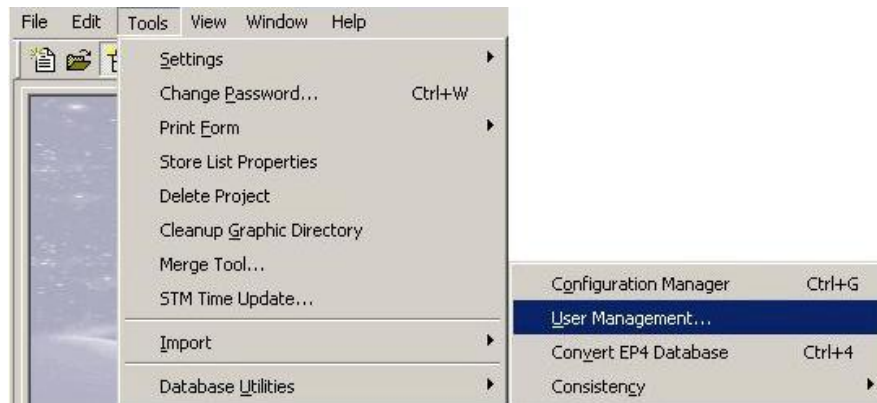 File Edit Tools View Window Help
Settings
Change Password... Ctrl+W
Print Form
Store List Properties
Delete Project
Cleanup Graphic Directory
Merge Tool...
STM Time Update...
Import
Database Utilities
Configuration Manager Ctrl+G
User Management...
Convert EP4 Database Ctrl+4
Consistency